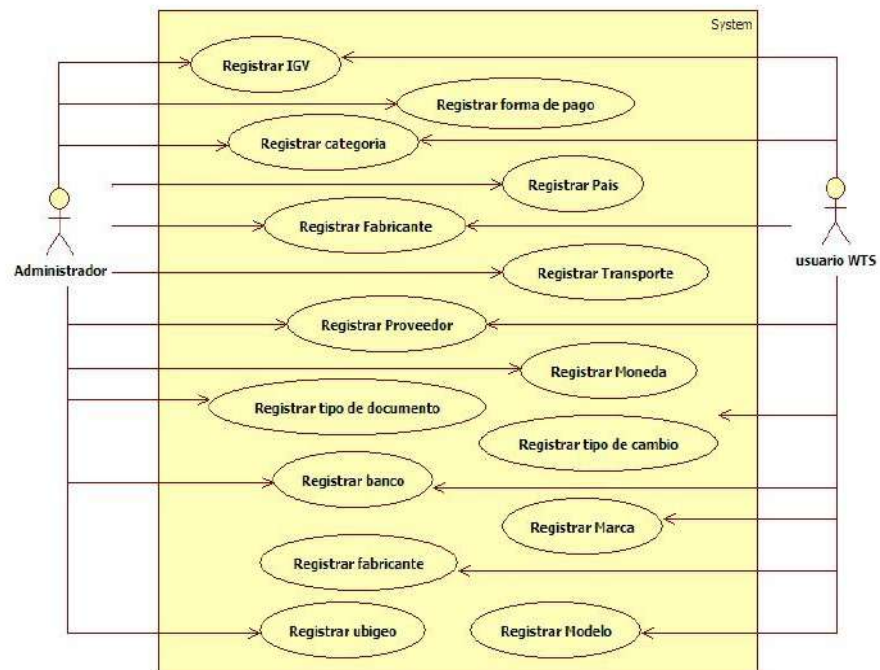 System
Registrar IGV
Registrar forma de pago
Registrar categoria
Registrar Pais
Registrar Fabricante
Administrador
usuario WTS
Registrar Transporte
Registrar Proveedor
Registrar Moneda
Registrar tipo de documento
Registrar tipo de cambio
Registrar banco
Registrar Marca
Registrar fabricante
Registrar ubigeo
Registrar Modelo